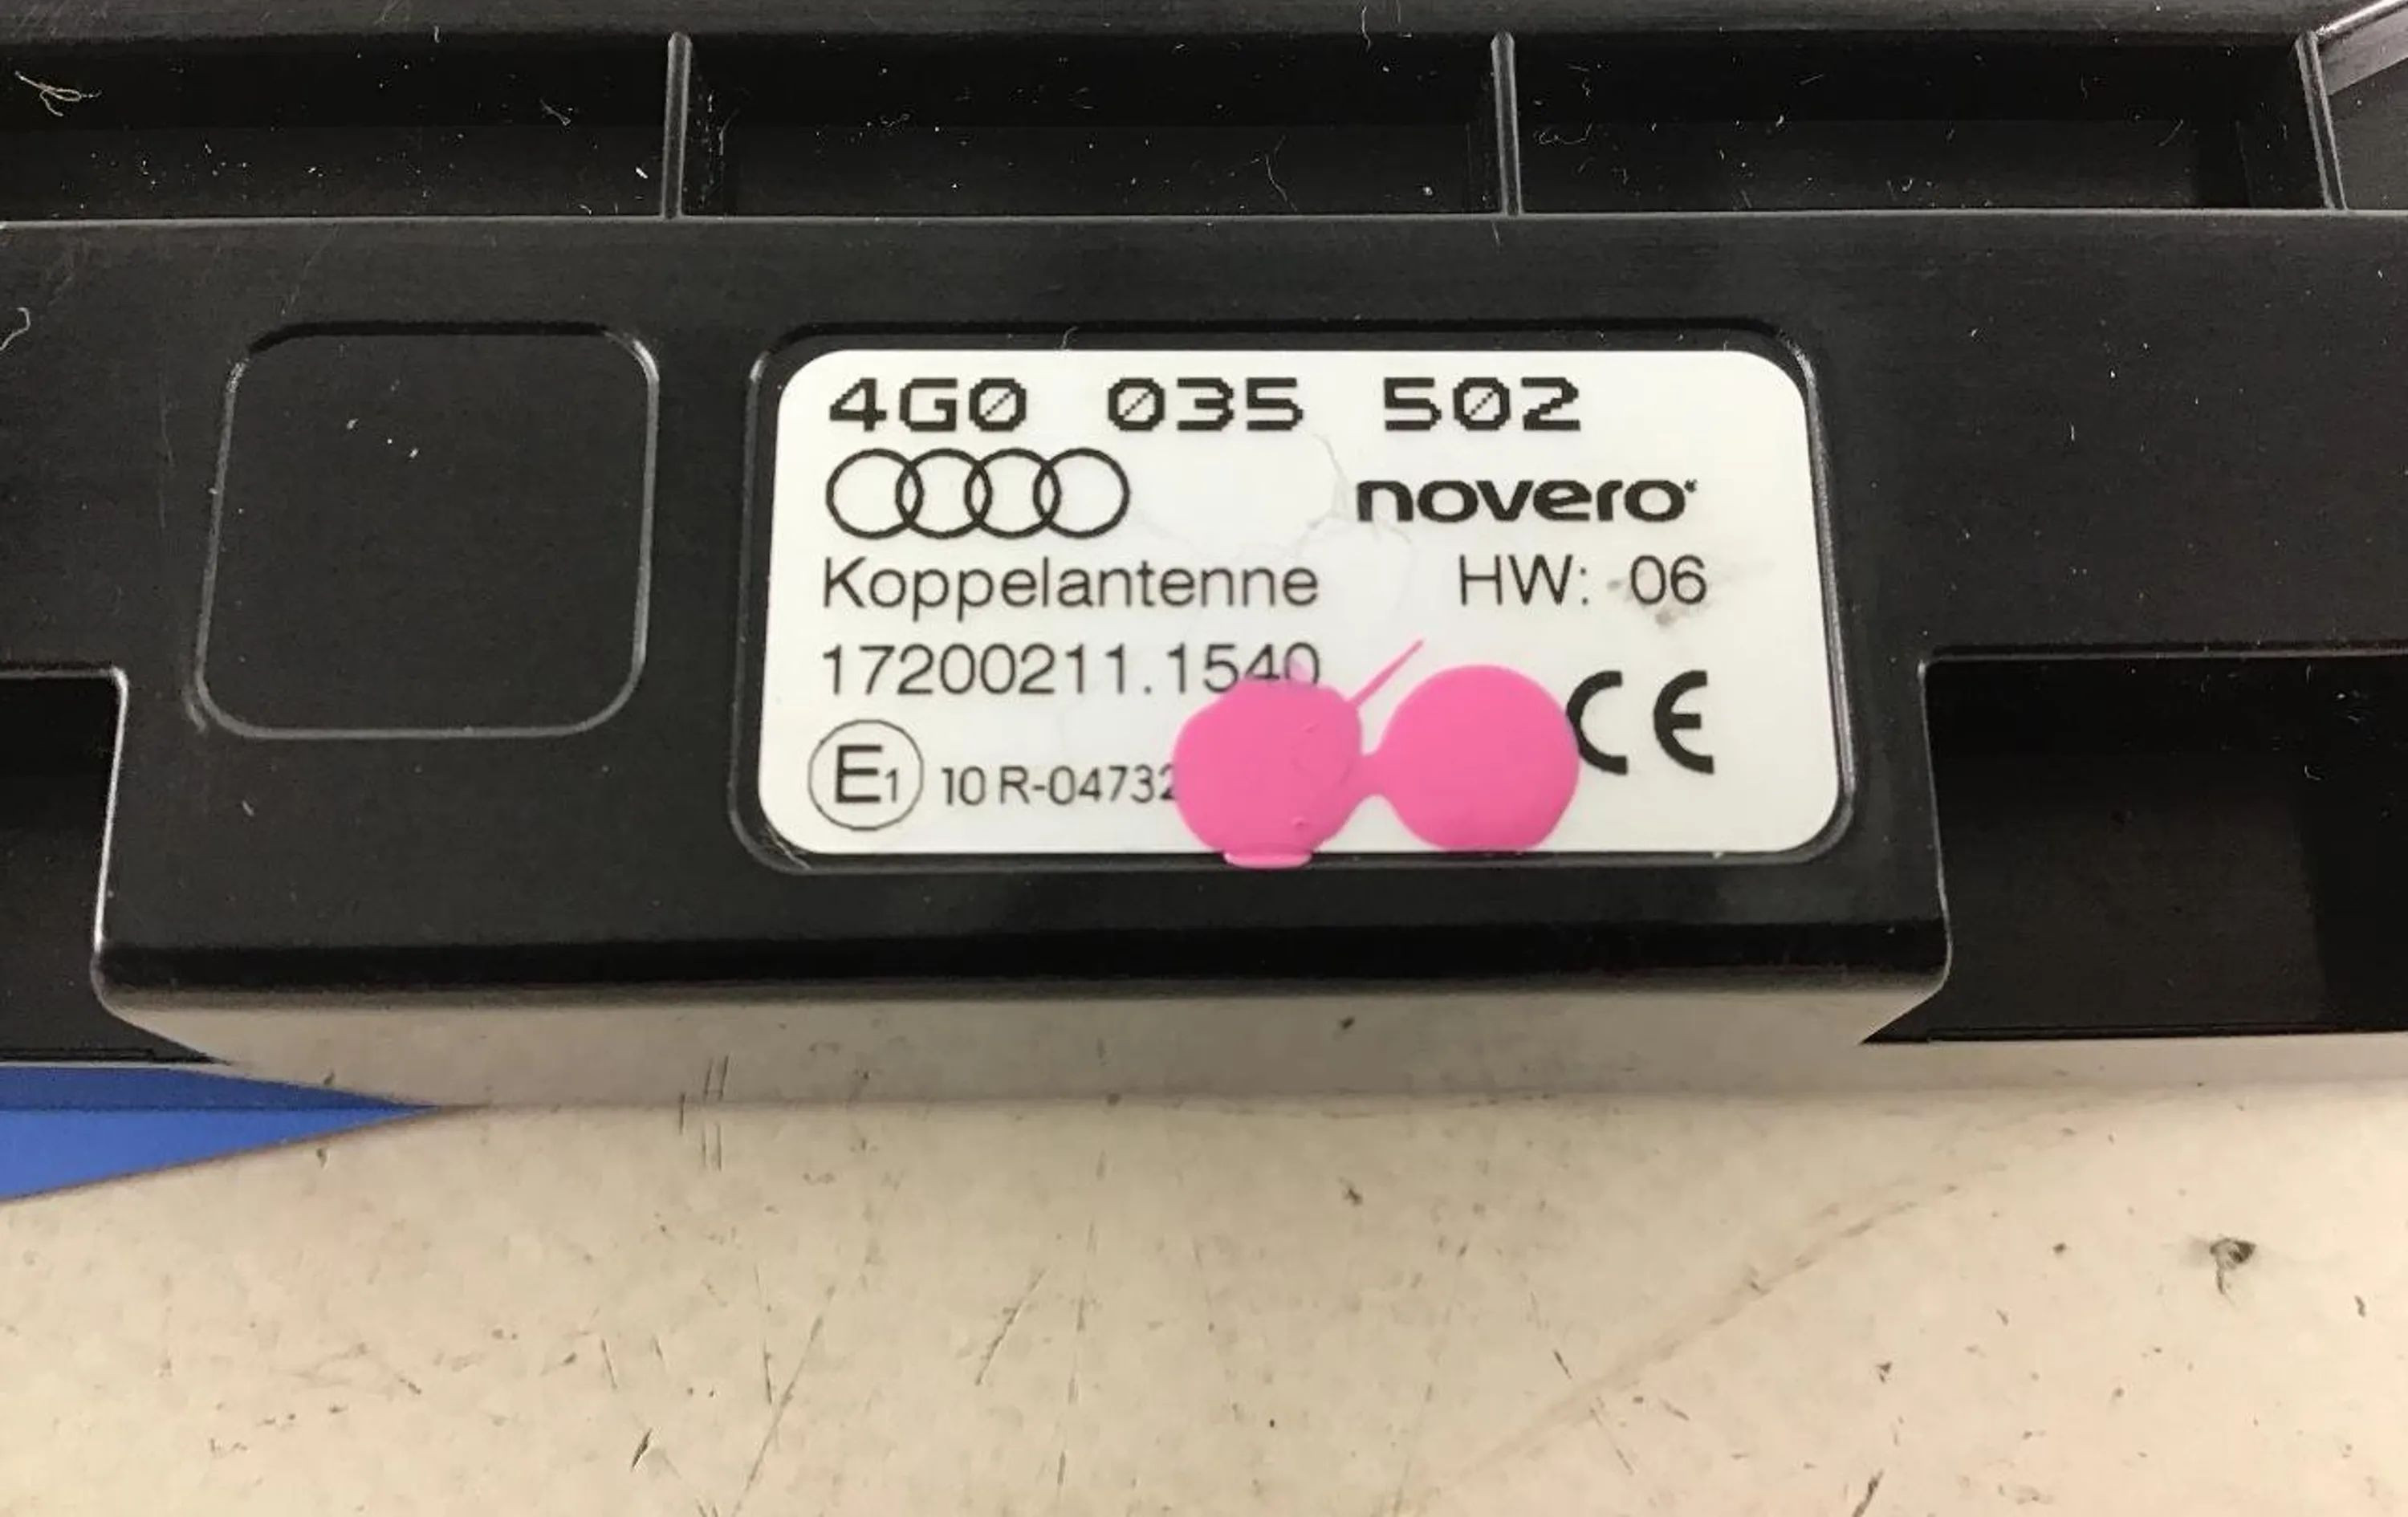 4G0 035 502
novero
Koppelantenne HW: 06
17200211.1540
E1 10 R-04732 CE